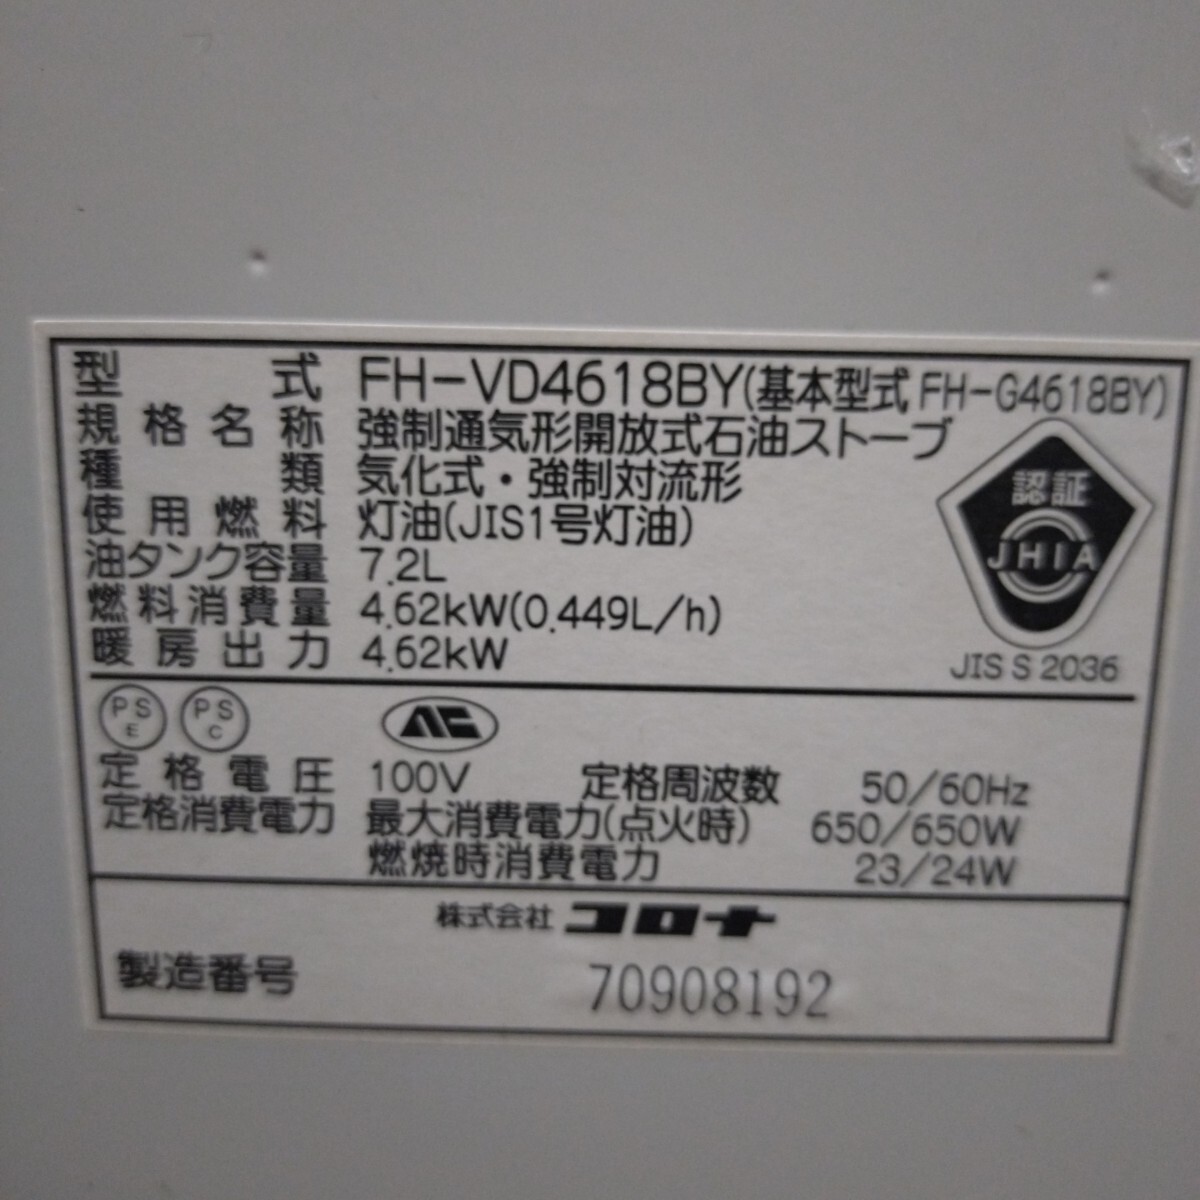 型式 FH-VD4618BY(基本型式 FH-G4618BY)
規格名称 強制通気形開放式石油ストーブ
種類 気化式・強制対流形
使用燃料 灯油(JIS1号灯油)
油タンク容量 7.2L
燃料消費量 4.62kW(0.449L/h)
暖房出力 4.62kW
認証
JHIA
JIS S 2036
PS E PS C
定格電圧 100V 定格周波数 50/60Hz
定格消費電力 最大消費電力(点火時) 650/650W
燃焼時消費電力 23/24W
株式会社 コロナ
製造番号 70908192